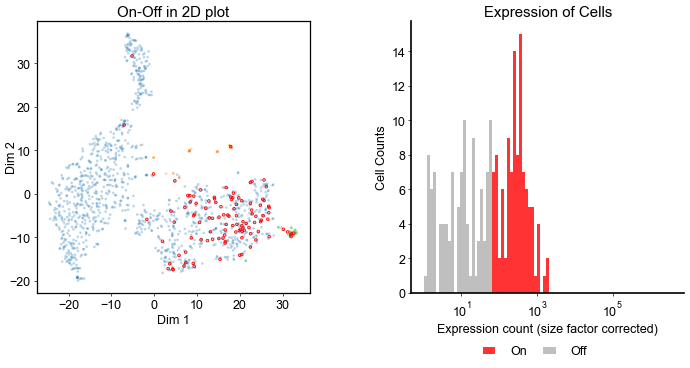 On-Off in 2D plot
Expression of Cells
30
20
10
0
−10
−20
Dim 2
−20 −10 0 10 20 30
Dim 1
14
12
10
8
6
4
2
0
Cell Counts
10^1 10^3 10^5
Expression count (size factor corrected)
On Off